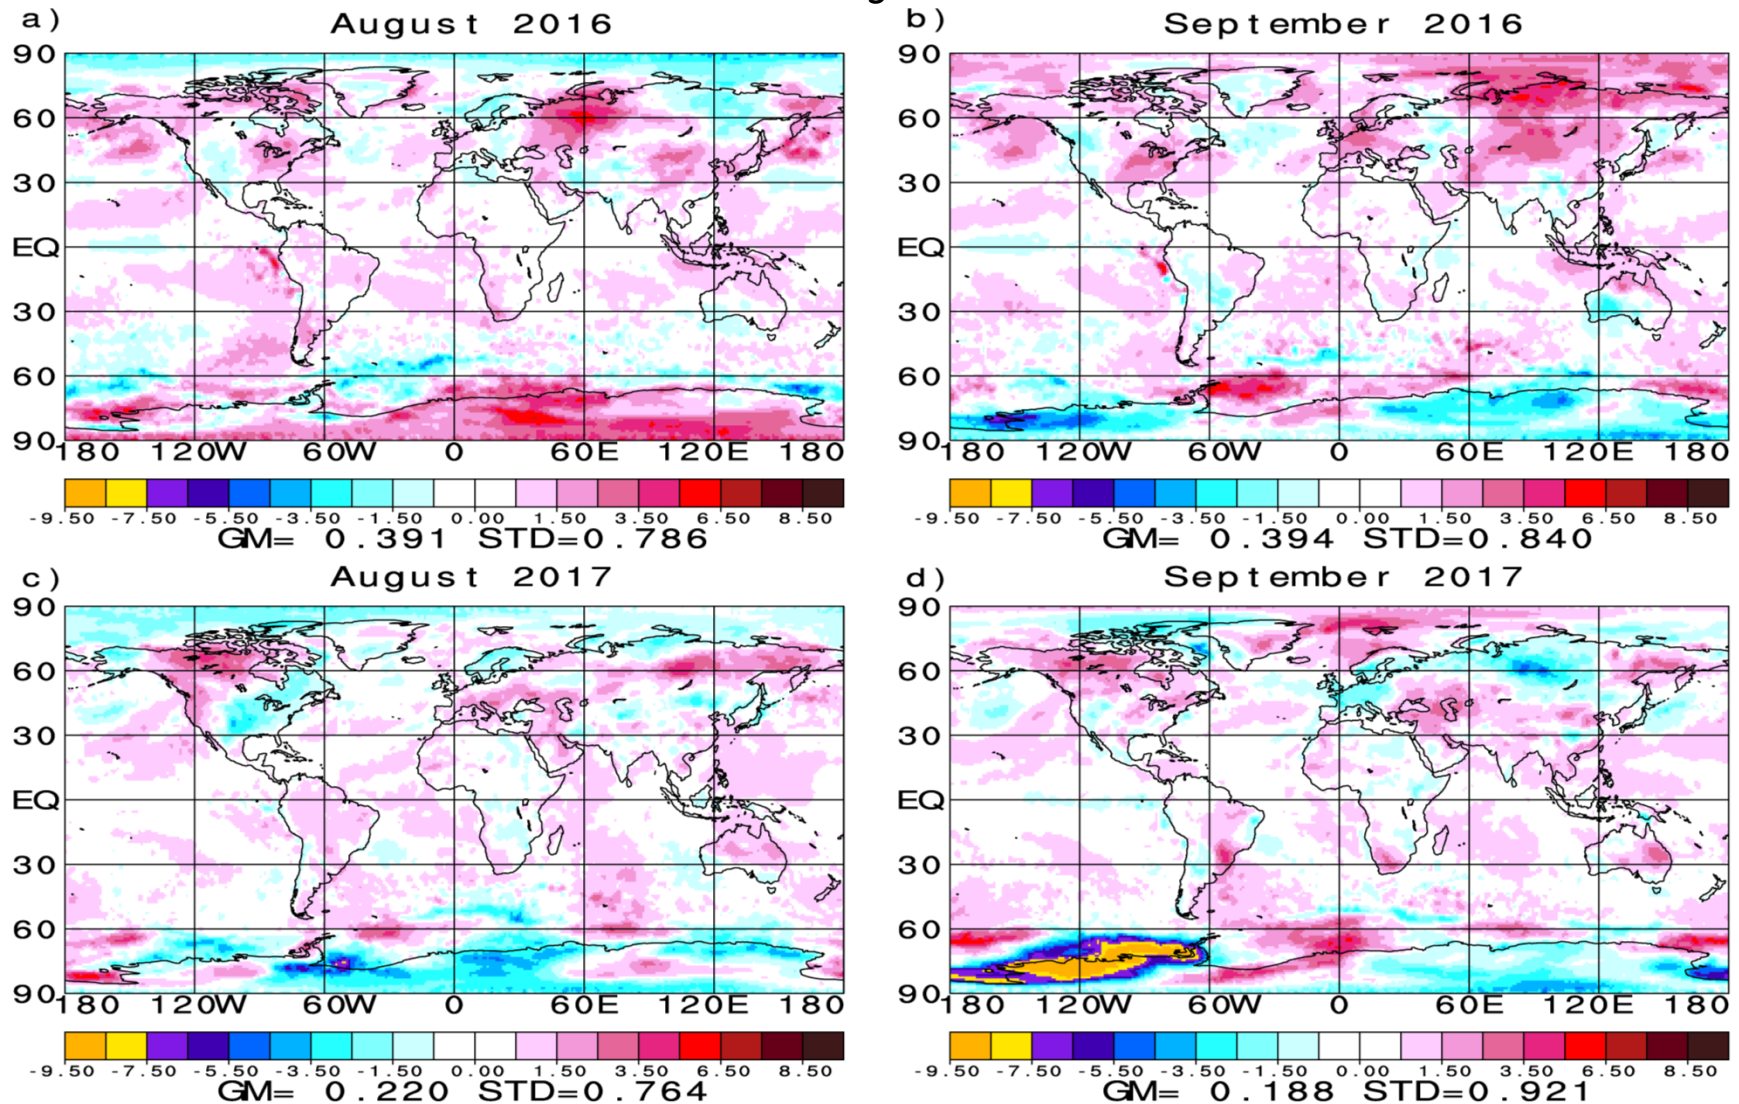 g
a) August 2016
b) September 2016
90
60
30
EQ
30
60
90
-180 120W 60W 0 60E 120E 180
-9.50 -7.50 -5.50 -3.50 -1.50 0.00 1.50 3.50 6.50 8.50
GM= 0.391 STD=0.786
90
60
30
EQ
30
60
90
-180 120W 60W 0 60E 120E 180
-9.50 -7.50 -5.50 -3.50 -1.50 0.00 1.50 3.50 6.50 8.50
GM= 0.394 STD=0.840
c) August 2017
d) September 2017
90
60
30
EQ
30
60
90
-180 120W 60W 0 60E 120E 180
-9.50 -7.50 -5.50 -3.50 -1.50 0.00 1.50 3.50 6.50 8.50
GM= 0.220 STD=0.764
90
60
30
EQ
30
60
90
-180 120W 60W 0 60E 120E 180
-9.50 -7.50 -5.50 -3.50 -1.50 0.00 1.50 3.50 6.50 8.50
GM= 0.188 STD=0.921